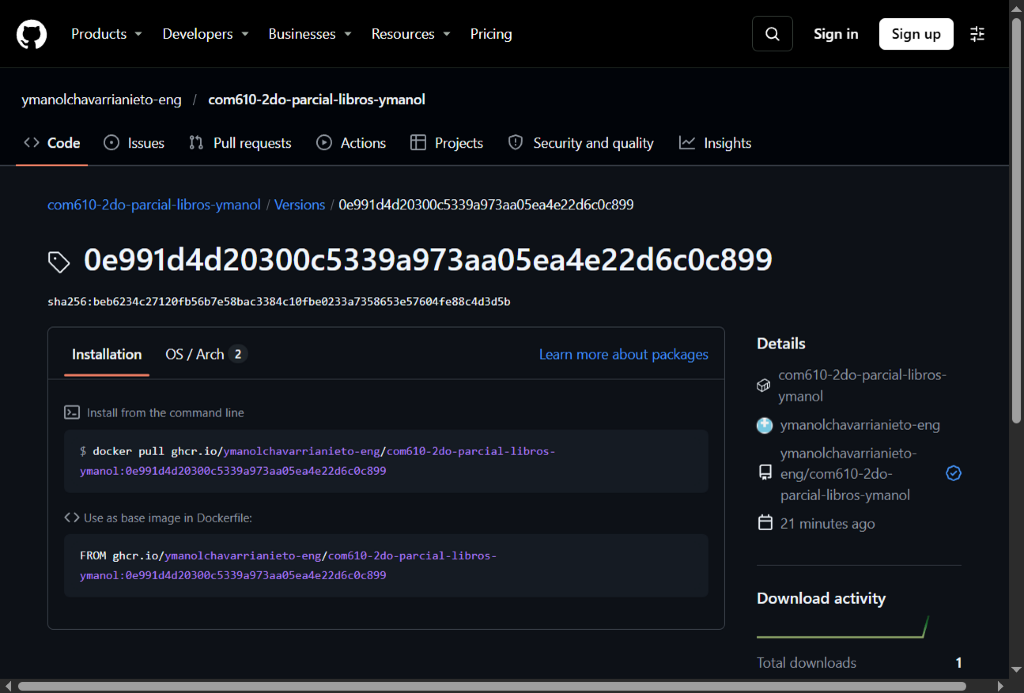 Products
Developers
Businesses
Resources
Pricing
Sign in
Sign up
ymanolchavarrianieto-eng / com610-2do-parcial-libros-ymanol
Code
Issues
Pull requests
Actions
Projects
Security and quality
Insights
com610-2do-parcial-libros-ymanol / Versions / 0e991d4d20300c5339a973aa05ea4e22d6c0c899
0e991d4d20300c5339a973aa05ea4e22d6c0c899
sha256:beb6234c27120fb56b7e58bac3384c10fbe0233a7358653e57604fe88c4d3d5b
Installation
OS / Arch 2
Learn more about packages
Install from the command line
$ docker pull ghcr.io/ymanolchavarrianieto-eng/com610-2do-parcial-libros-
ymanol:0e991d4d20300c5339a973aa05ea4e22d6c0c899
Use as base image in Dockerfile:
FROM ghcr.io/ymanolchavarrianieto-eng/com610-2do-parcial-libros-
ymanol:0e991d4d20300c5339a973aa05ea4e22d6c0c899
Details
com610-2do-parcial-libros-
ymanol
ymanolchavarrianieto-eng
ymanolchavarrianieto-
eng/com610-2do-
parcial-libros-ymanol
21 minutes ago
Download activity
Total downloads 1